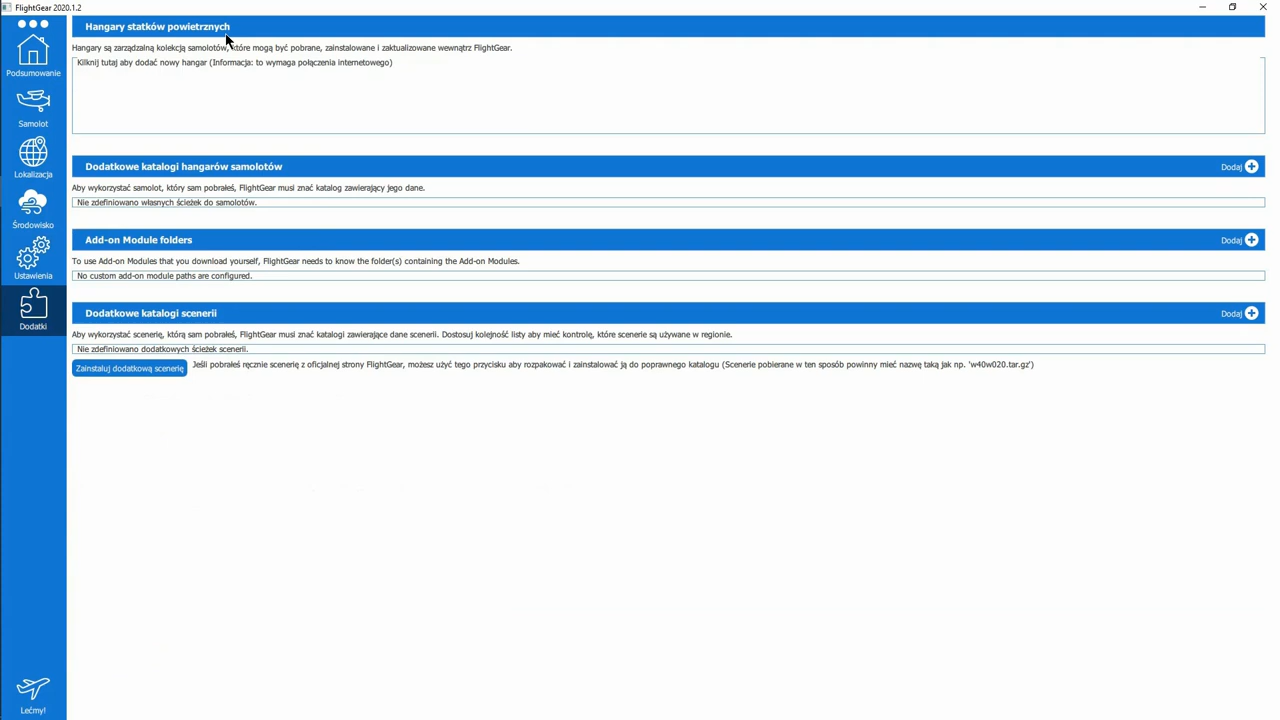 FlightGear 2020.1.2
Podsumowanie
Samolot
Lokalizacja
Środowisko
Ustawienia
Dodatki
Lećmy!
Hangary statków powietrznych
Hangary są zarządzalną kolekcją samolotów, które mogą być pobrane, zainstalowane i zaktualizowane wewnątrz FlightGear.
Kilknij tutaj aby dodać nowy hangar (Informacja: to wymaga połączenia internetowego)
Dodatkowe katalogi hangarów samolotów
Dodaj
Aby wykorzystać samolot, który sam pobrałeś, FlightGear musi znać katalog zawierający jego dane.
Nie zdefiniowano własnych ścieżek do samolotów.
Add-on Module folders
Dodaj
To use Add-on Modules that you download yourself, FlightGear needs to know the folder(s) containing the Add-on Modules.
No custom add-on module paths are configured.
Dodatkowe katalogi scenerii
Dodaj
Aby wykorzystać scenerię, którą sam pobrałeś, FlightGear musi znać katalogi zawierające dane scenerii. Dostosuj kolejność listy aby mieć kontrolę, które scenerie są używane w regionie.
Nie zdefiniowano dodatkowych ścieżek scenerii.
Zainstaluj dodatkową scenerię
Jeśli pobrałeś ręcznie scenerię z oficjalnej strony FlightGear, możesz użyć tego przycisku aby rozpakować i zainstalować ją do poprawnego katalogu (Scenerie pobierane w ten sposób powinny mieć nazwę taką jak np. 'w40w020.tar.gz')